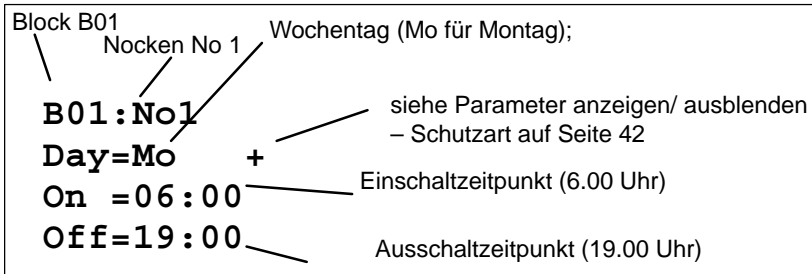 Block B01
Nocken No 1
Wochentag (Mo für Montag);
B01:No1
siehe Parameter anzeigen/ ausblenden
– Schutzart auf Seite 42
Day=Mo +
Einschaltzeitpunkt (6.00 Uhr)
On =06:00
Off=19:00
Ausschaltzeitpunkt (19.00 Uhr)